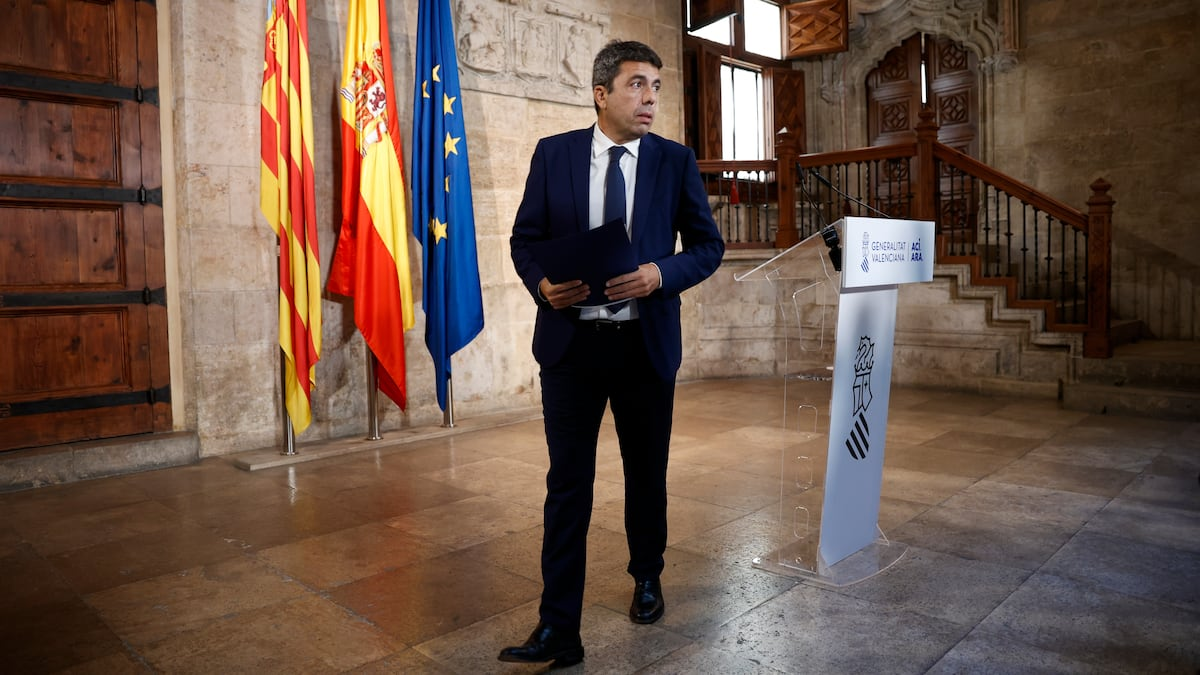 GENERALITAT
VALENCIANA
ACÍ
ARA.